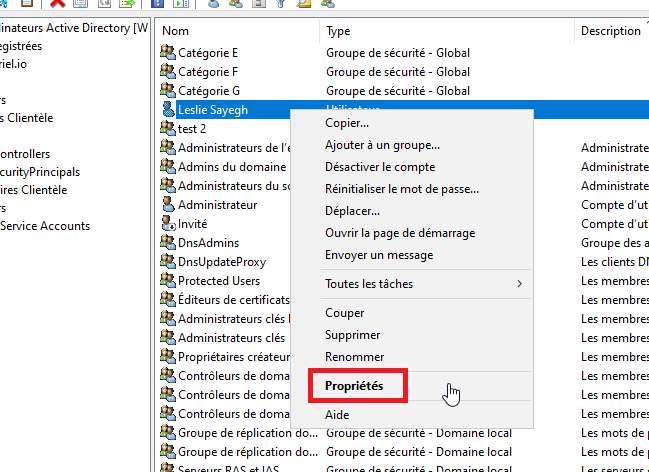 inateurs Active Directory [W
egistrées
riel.io
rs
s Clientèle
ontrollers
curityPrincipals
ires Clientèle
rs
Service Accounts
Nom Type Description
Catégorie E Groupe de sécurité - Global
Catégorie F Groupe de sécurité - Global
Catégorie G Groupe de sécurité - Global
Leslie Sayegh Utilisateur
test 2
Administrateurs de l'é Administrate
Admins du domaine Administrate
Administrateurs du sc Administrate
Administrateur Compte d'ut
Invité Compte d'ut
DnsAdmins Groupe des a
DnsUpdateProxy Les clients DN
Protected Users Les membres
Éditeurs de certificats Les membres
Administrateurs clés l Les membres
Administrateurs clés Les membres
Propriétaires créateur Les membres
Contrôleurs de doma Les membres
Contrôleurs de doma Les membres
Contrôleurs de doma Les membres
Groupe de réplication do... Groupe de sécurité - Domaine local Les mots de p
Groupe de réplication do... Groupe de sécurité - Domaine local Les mots de p
Serveurs RAS et IAS Groupe de sécurité - Domaine local Les serveurs
Copier...
Ajouter à un groupe...
Désactiver le compte
Réinitialiser le mot de passe...
Déplacer...
Ouvrir la page de démarrage
Envoyer un message
Toutes les tâches
Couper
Supprimer
Renommer
Propriétés
Aide